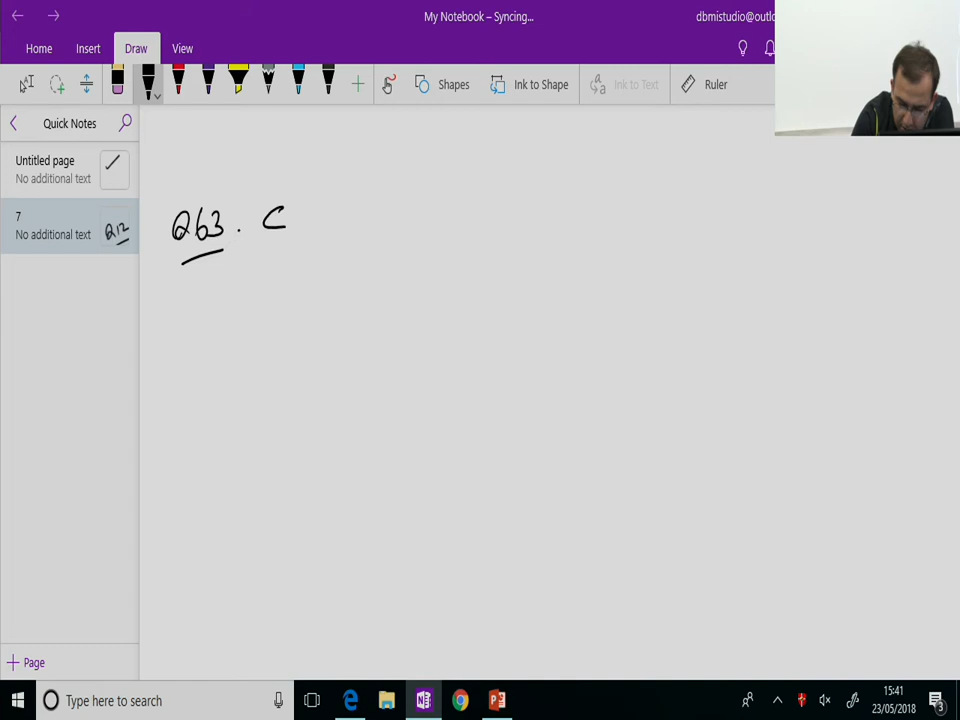 My Notebook – Syncing...
dbmistudio@outlo
Home Insert Draw View
Shapes Ink to Shape Ink to Text Ruler
Quick Notes
Untitled page
No additional text
7
No additional text
Q12
Q63. C
+ Page
Type here to search
15:41
23/05/2018
3